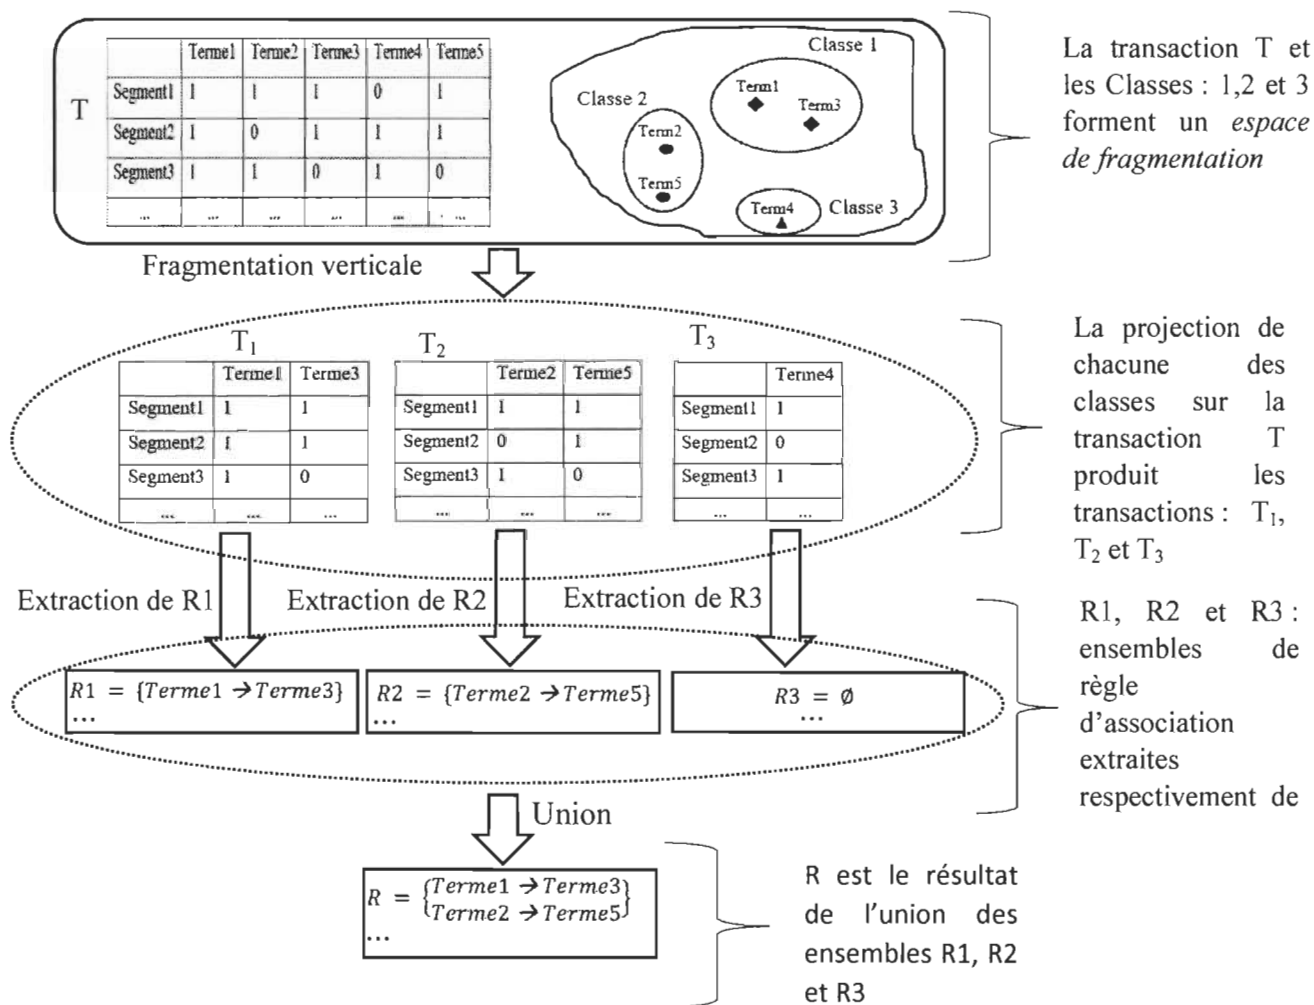 Terme1 Terme2 Terme3 Terme4 Terme5
T
Segment1 1 1 1 0 1
Segment2 1 0 1 1 1
Segment3 1 1 0 1 0
... ... ... ... ... ...
Classe 1
Term1
Term3
Classe 2
Term2
Term5
Term4
Classe 3
La transaction T et
les Classes : 1,2 et 3
forment un espace
de fragmentation
Fragmentation verticale
T1
Terme1 Terme3
Segment1 1 1
Segment2 1 1
Segment3 1 0
... ... ...
T2
Terme2 Terme5
Segment1 1 1
Segment2 0 1
Segment3 1 0
... ... ...
T3
Terme4
Segment1 1
Segment2 0
Segment3 1
... ...
La projection de
chacune des
classes sur la
transaction T
produit les
transactions : T1,
T2 et T3
Extraction de R1
Extraction de R2
Extraction de R3
R1 = {Terme1 → Terme3}
...
R2 = {Terme2 → Terme5}
...
R3 = ∅
...
R1, R2 et R3 :
ensembles de
règle
d'association
extraites
respectivement de
Union
R = {Terme1 → Terme3
Terme2 → Terme5}
...
R est le résultat
de l'union des
ensembles R1, R2
et R3